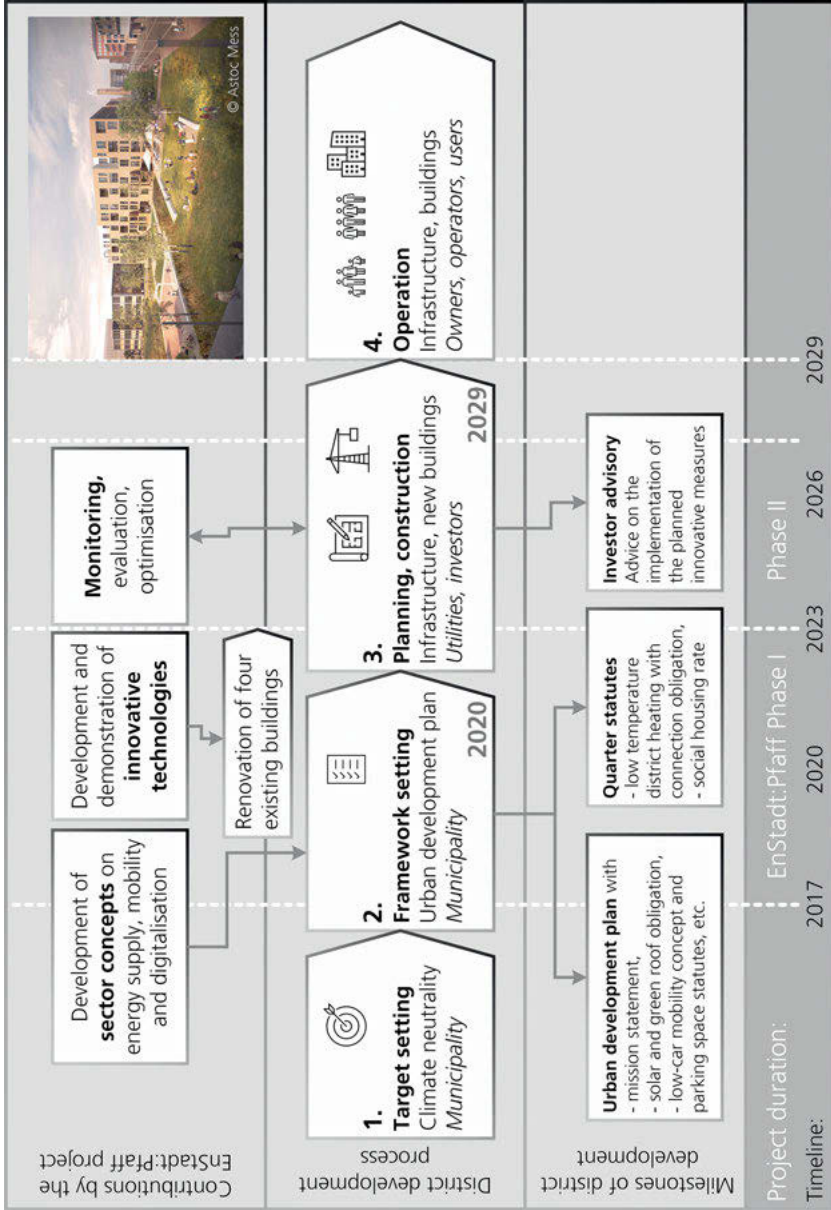 Contributions by the
EnStadt:Pfaff project
Development of
sector concepts on
energy supply, mobility
and digitalisation
Development and
demonstration of
innovative
technologies
Renovation of four
existing buildings
Monitoring,
evaluation,
optimisation
© Astoc Mess
District development
process
1.
Target setting
Climate neutrality
Municipality
2.
Framework setting
Urban development plan
Municipality
2020
3.
Planning, construction
Infrastructure, new buildings
Utilities, investors
2029
4.
Operation
Infrastructure, buildings
Owners, operators, users
Milestones of district
development
Urban development plan with
- mission statement,
- solar and green roof obligation,
- low-car mobility concept and
parking space statutes, etc.
Quarter statutes
- low temperature
district heating with
connection obligation,
- social housing rate
Investor advisory
Advice on the
implementation of
the planned
innovative measures
Project duration:
EnStadt:Pfaff Phase I
Phase II
Timeline:
2017
2020
2023
2026
2029